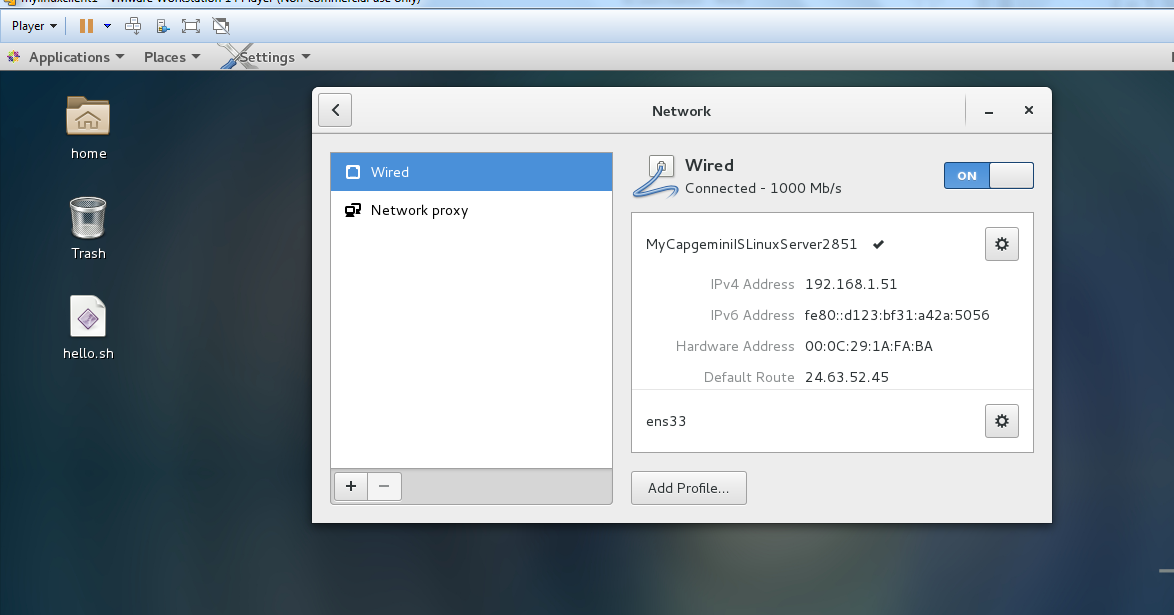 Player
Applications Places Settings
home
Trash
hello.sh
Network
Wired
Network proxy
Wired
Connected - 1000 Mb/s
ON
MyCapgeminiISLinuxServer2851
IPv4 Address 192.168.1.51
IPv6 Address fe80::d123:bf31:a42a:5056
Hardware Address 00:0C:29:1A:FA:BA
Default Route 24.63.52.45
ens33
Add Profile...